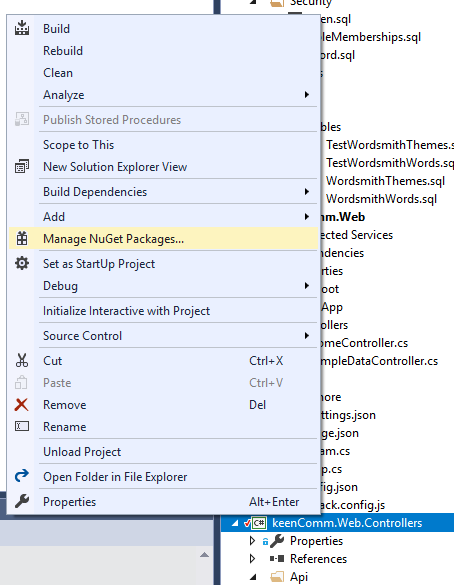 Build
Rebuild
Clean
Analyze
Publish Stored Procedures
Scope to This
New Solution Explorer View
Build Dependencies
Add
Manage NuGet Packages...
Set as StartUp Project
Debug
Initialize Interactive with Project
Source Control
Cut Ctrl+X
Paste Ctrl+V
Remove Del
Rename
Unload Project
Open Folder in File Explorer
Properties Alt+Enter
Security
en.sql
leMemberships.sql
ord.sql
s
bles
TestWordsmithThemes.s
TestWordsmithWords.sq
WordsmithThemes.sql
WordsmithWords.sql
omm.Web
ected Services
ndencies
erties
oot
App
ollers
omeController.cs
mpleDataController.cs
nore
ttings.json
age.json
am.cs
p.cs
fig.json
ack.config.js
C# keenComm.Web.Controllers
Properties
References
Api